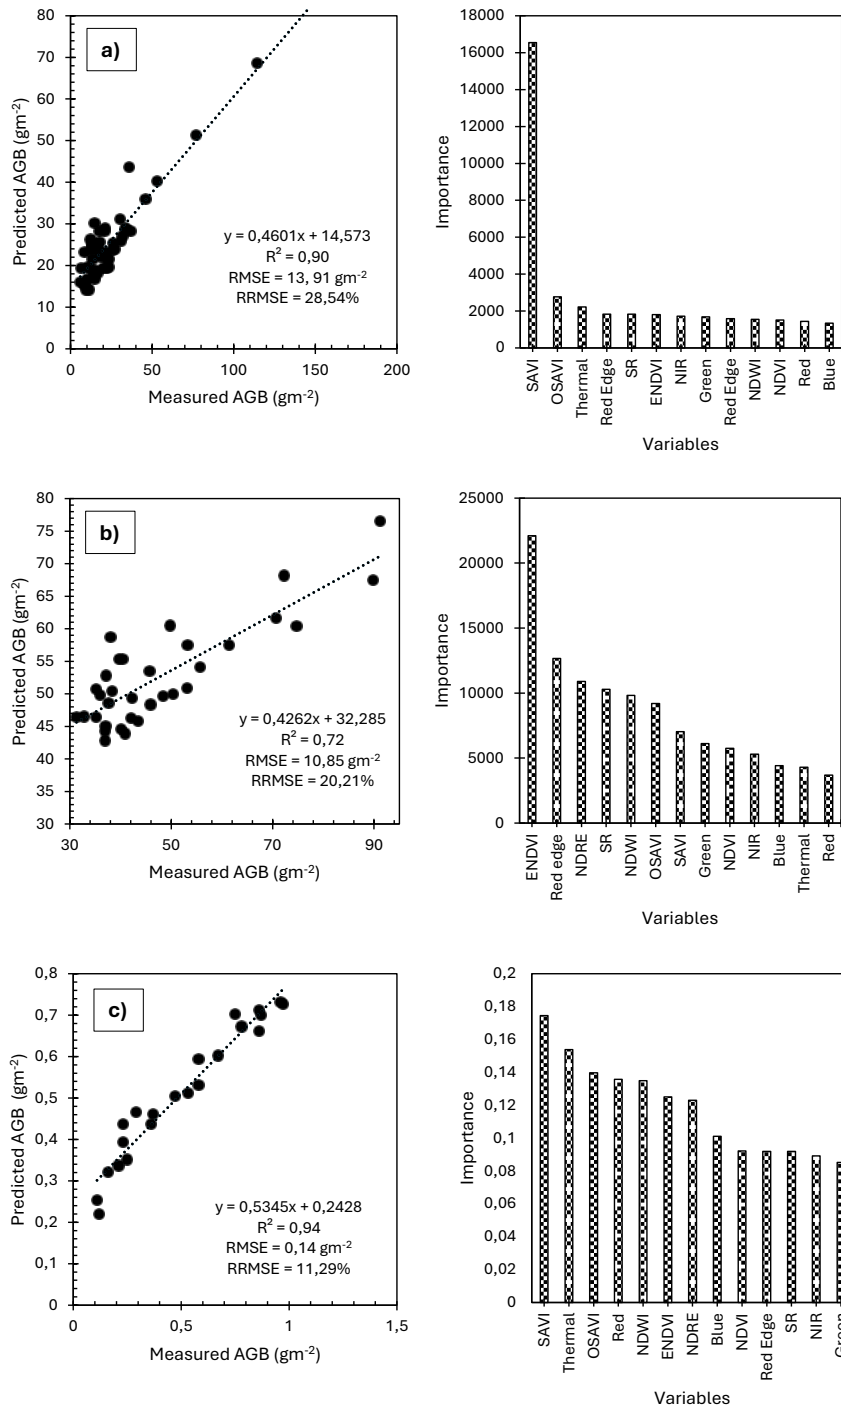 a)
80
70
60
50
40
30
20
10
0
Predicted AGB (gm⁻²)
y = 0,4601x + 14,573
R² = 0,90
RMSE = 13, 91 gm⁻²
RRMSE = 28,54%
0 50 100 150 200
Measured AGB (gm⁻²)
18000
16000
14000
12000
10000
8000
6000
4000
2000
0
Importance
SAVI
OSAVI
Thermal
Red Edge
SR
ENDVI
NIR
Green
Red Edge
NDWI
NDVI
Red
Blue
Variables
b)
80
75
70
65
60
55
50
45
40
35
30
Predicted AGB (gm⁻²)
y = 0,4262x + 32,285
R² = 0,72
RMSE = 10,85 gm⁻²
RRMSE = 20,21%
30 50 70 90
Measured AGB (gm⁻²)
25000
20000
15000
10000
5000
0
Importance
ENDVI
Red edge
NDRE
SR
NDWI
OSAVI
SAVI
Green
NDVI
NIR
Blue
Thermal
Red
Variables
c)
0,8
0,7
0,6
0,5
0,4
0,3
0,2
0,1
0
Predicted AGB (gm⁻²)
y = 0,5345x + 0,2428
R² = 0,94
RMSE = 0,14 gm⁻²
RRMSE = 11,29%
0 0,5 1 1,5
Measured AGB (gm⁻²)
0,2
0,18
0,16
0,14
0,12
0,1
0,08
0,06
0,04
0,02
0
Importance
SAVI
Thermal
OSAVI
Red
NDWI
ENDVI
NDRE
Blue
NDVI
Red Edge
SR
NIR
Green
Variables